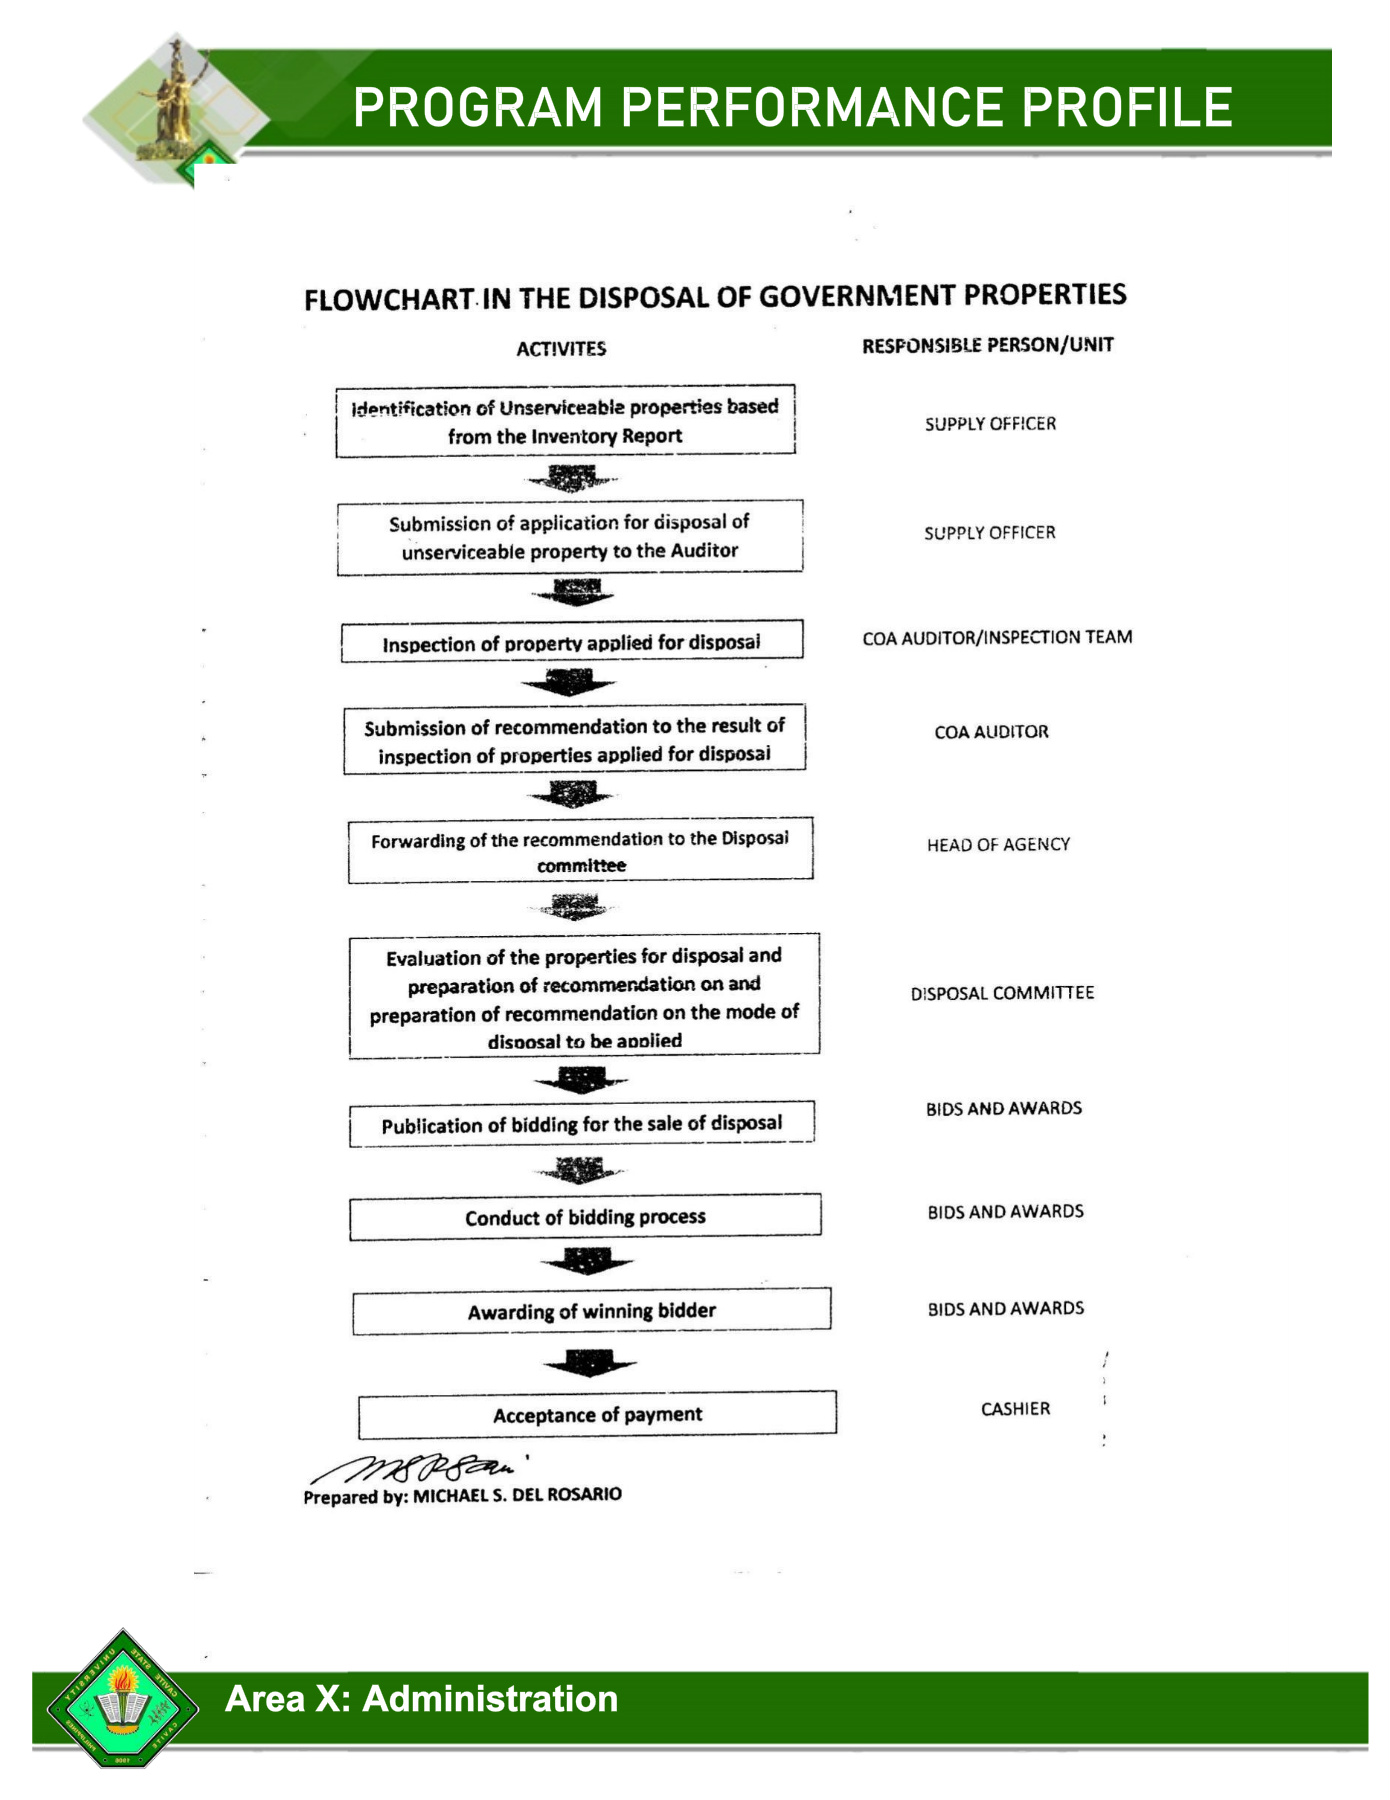 PROGRAM PERFORMANCE PROFILE
FLOWCHART IN THE DISPOSAL OF GOVERNMENT PROPERTIES
ACTIVITES
RESPONSIBLE PERSON/UNIT
Identification of Unserviceable properties based
from the Inventory Report
SUPPLY OFFICER
Submission of application for disposal of
unserviceable property to the Auditor
SUPPLY OFFICER
Inspection of property applied for disposal
COA AUDITOR/INSPECTION TEAM
Submission of recommendation to the result of
inspection of properties applied for disposal
COA AUDITOR
Forwarding of the recommendation to the Disposal
committee
HEAD OF AGENCY
Evaluation of the properties for disposal and
preparation of recommendation on and
preparation of recommendation on the mode of
disposal to be applied
DISPOSAL COMMITTEE
Publication of bidding for the sale of disposal
BIDS AND AWARDS
Conduct of bidding process
BIDS AND AWARDS
Awarding of winning bidder
BIDS AND AWARDS
Acceptance of payment
CASHIER
Prepared by: MICHAEL S. DEL ROSARIO
CAVITE STATE UNIVERSITY
CAVITE
PHILIPPINES
1906
Area X: Administration